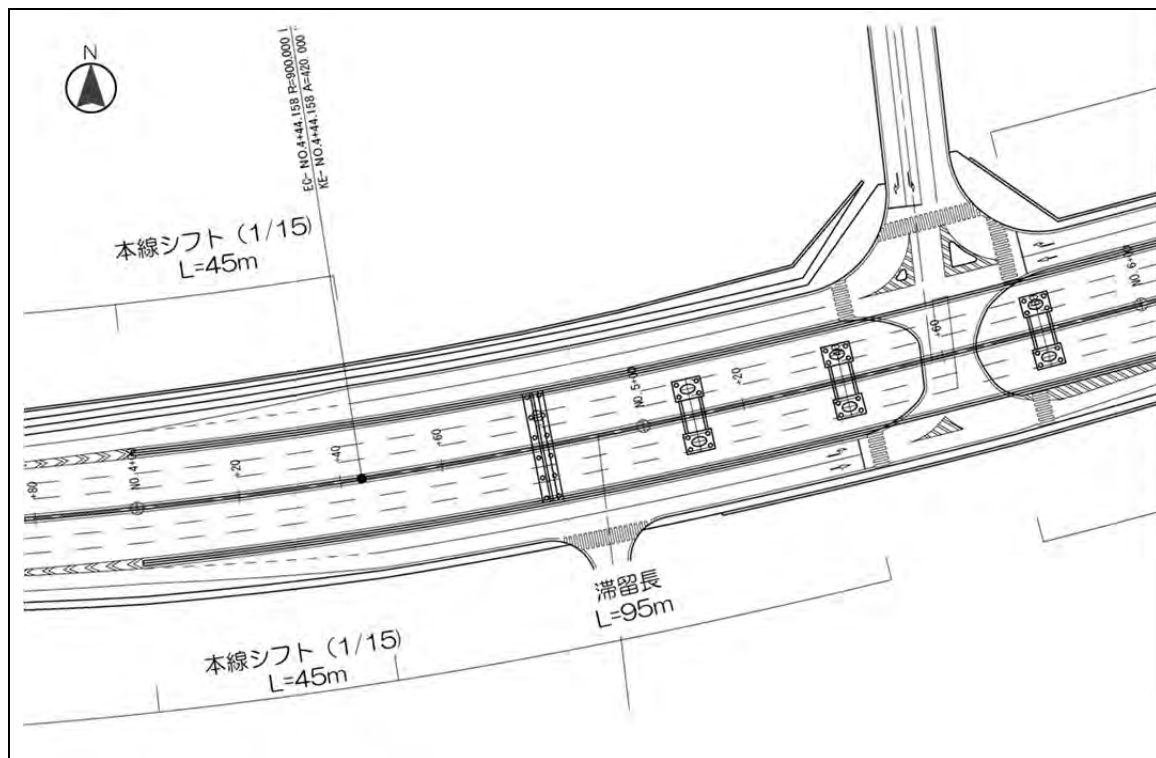 N
EC- NO.4+44.158 R=900.000
KE- NO.4+44.158 A=420 000
本線シフト（1/15）
L=45m
+80
NO.4+00
+20
+40
+60
NO.5+00
+20
+60
NO.6+00
滞留長
L=95m
本線シフト（1/15）
L=45m